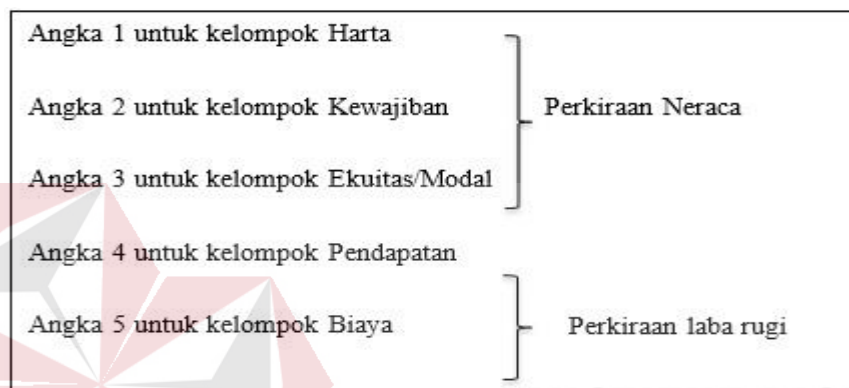 Angka 1 untuk kelompok Harta
Angka 2 untuk kelompok Kewajiban Perkiraan Neraca
Angka 3 untuk kelompok Ekuitas/Modal
Angka 4 untuk kelompok Pendapatan
Angka 5 untuk kelompok Biaya Perkiraan laba rugi